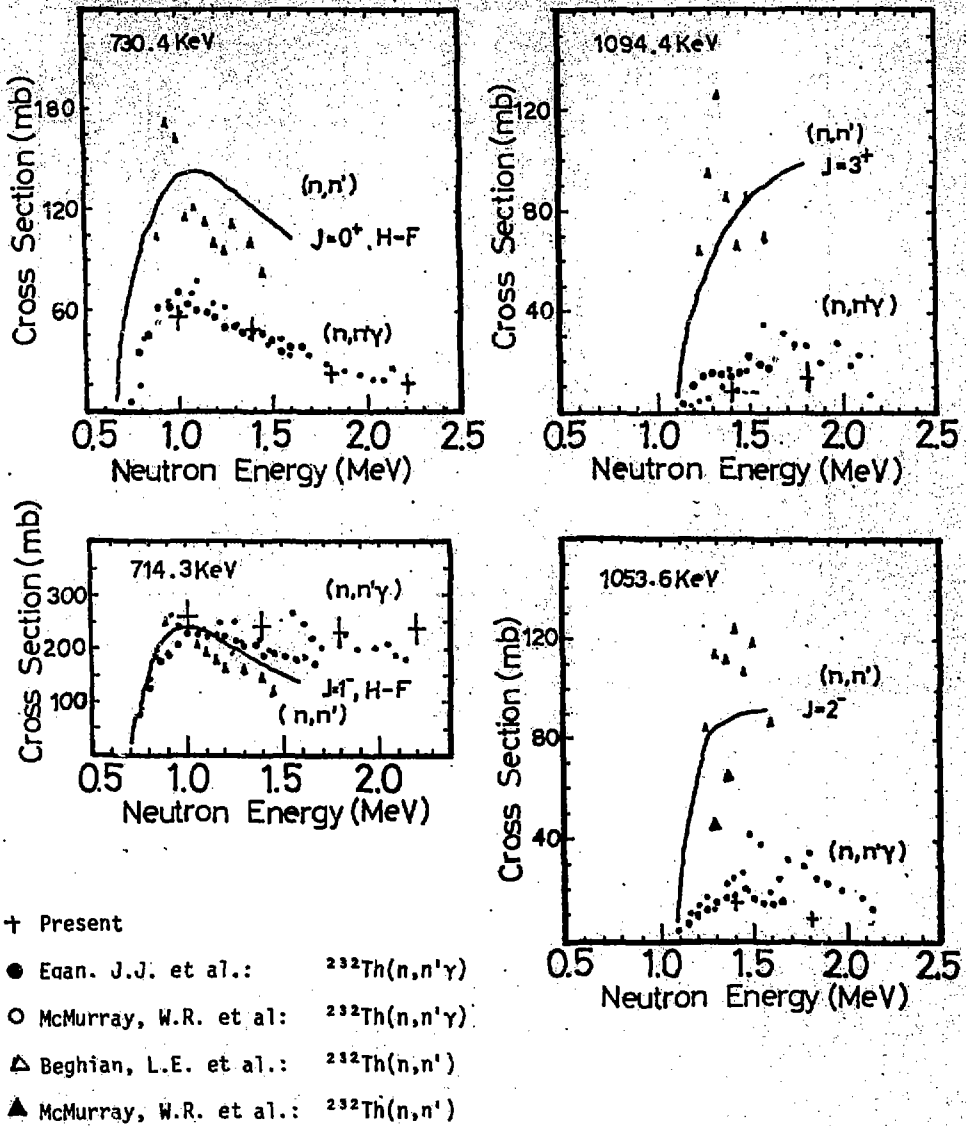 730.4 KeV
Cross Section (mb)
180
120
60
(n,n')
J=0⁺, H-F
(n,n'γ)
0.5 1.0 1.5 2.0 2.5
Neutron Energy (MeV)
1094.4 KeV
Cross Section (mb)
120
80
40
(n,n')
J=3⁺
(n,n'γ)
0.5 1.0 1.5 2.0 2.5
Neutron Energy (MeV)
714.3 KeV
Cross Section (mb)
300
200
100
(n,n'γ)
J=1⁻, H-F
(n,n')
0.5 1.0 1.5 2.0
Neutron Energy (MeV)
1053.6 KeV
Cross Section (mb)
120
80
40
(n,n')
J=2⁻
(n,n'γ)
0.5 1.0 1.5 2.0 2.5
Neutron Energy (MeV)
+ Present
● Egan. J.J. et al.: ²³²Th(n,n'γ)
○ McMurray, W.R. et al: ²³²Th(n,n'γ)
△ Beghian, L.E. et al.: ²³²Th(n,n')
▲ McMurray, W.R. et al.: ²³²Th(n,n')